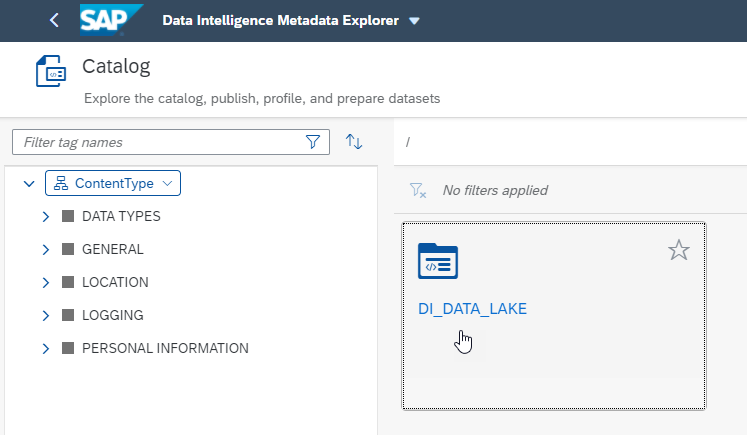 SAP Data Intelligence Metadata Explorer
Catalog
Explore the catalog, publish, profile, and prepare datasets
Filter tag names
ContentType
DATA TYPES
GENERAL
LOCATION
LOGGING
PERSONAL INFORMATION
/
No filters applied
</> DI_DATA_LAKE